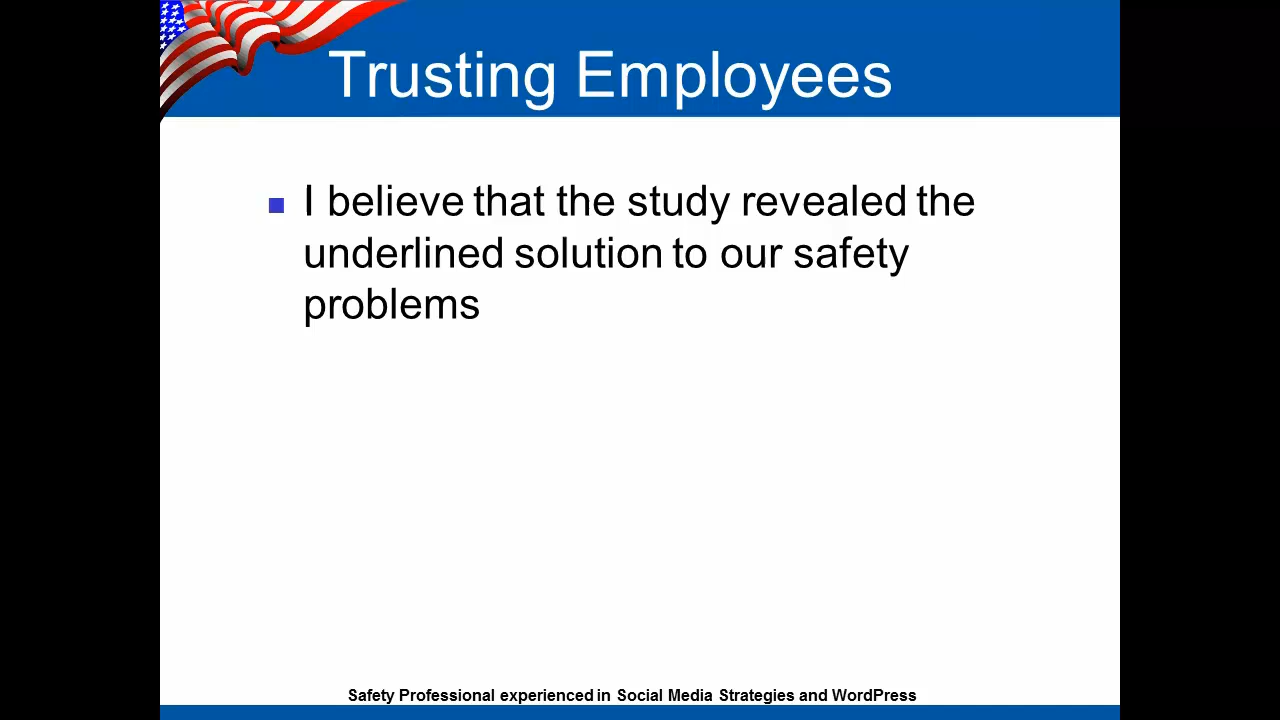 Trusting Employees
I believe that the study revealed the
underlined solution to our safety
problems
Safety Professional experienced in Social Media Strategies and WordPress